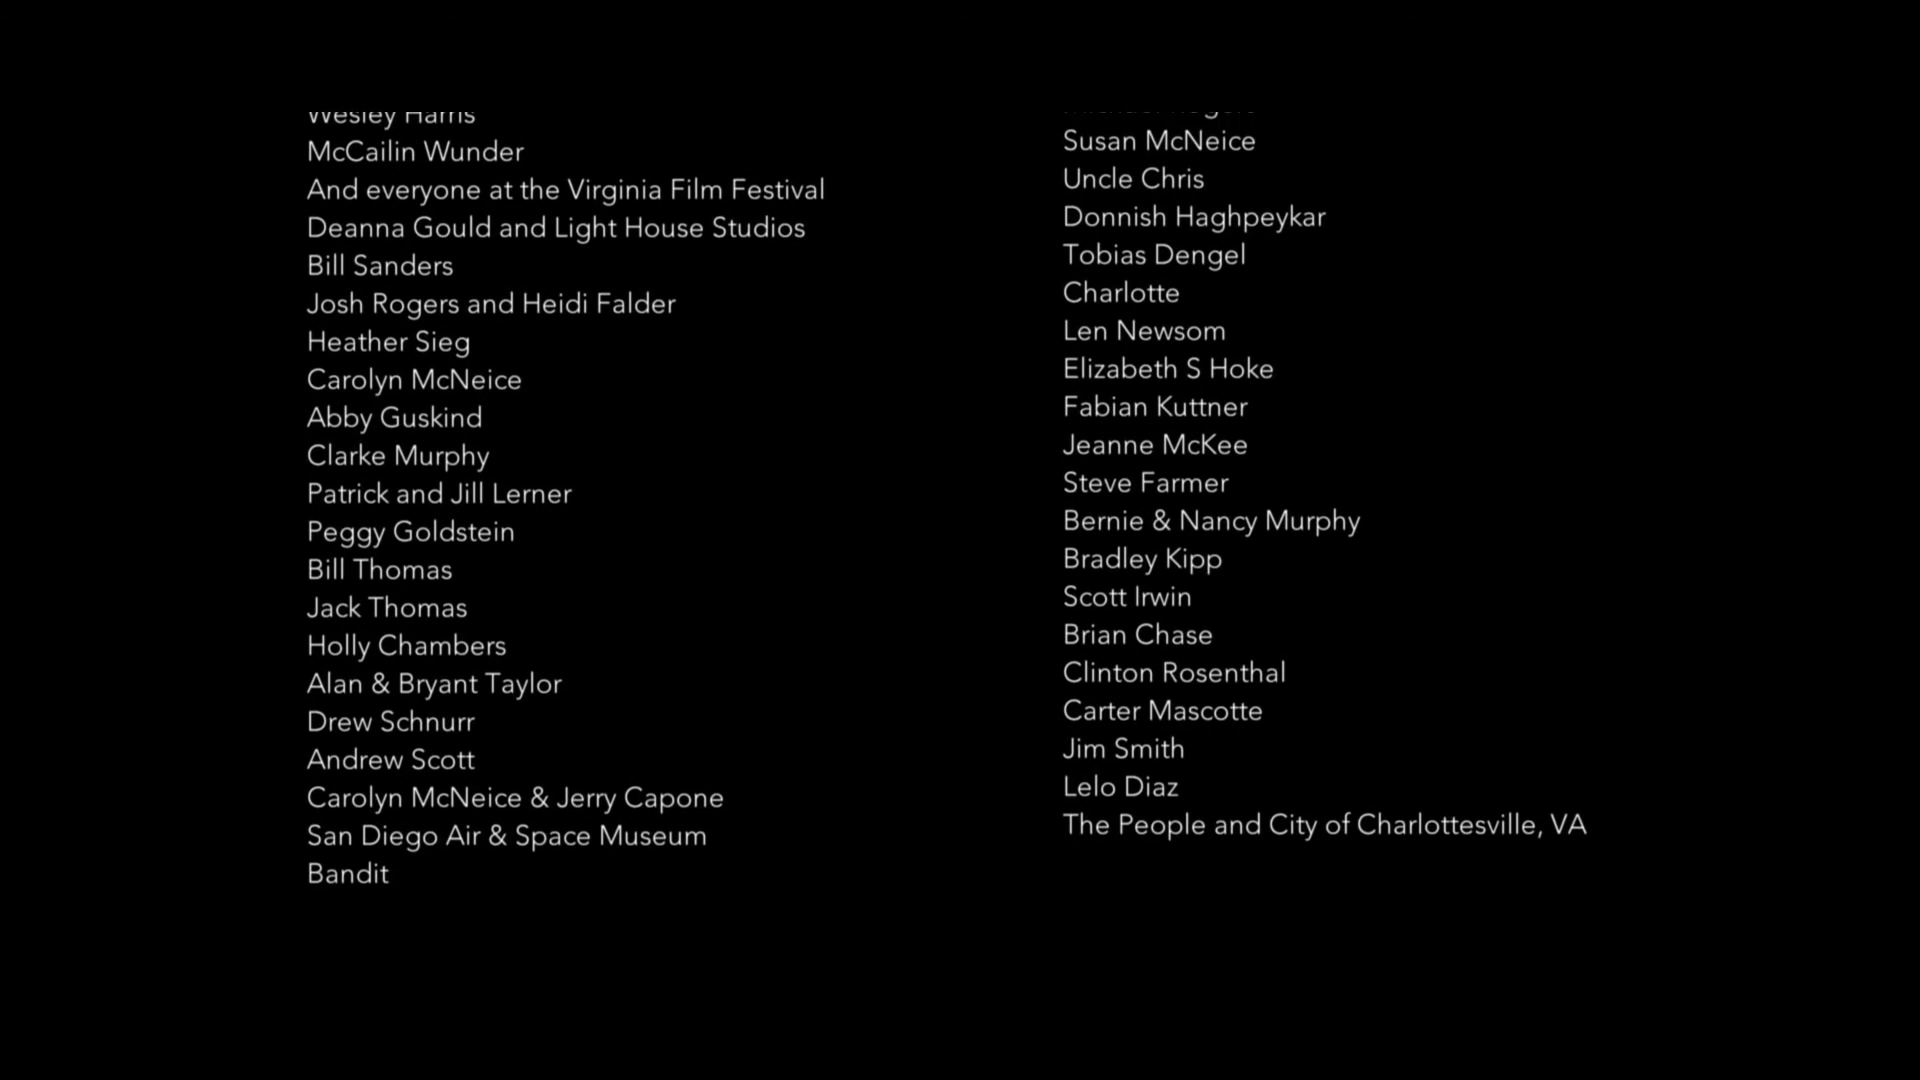 Wesley Harris
McCailin Wunder
And everyone at the Virginia Film Festival
Deanna Gould and Light House Studios
Bill Sanders
Josh Rogers and Heidi Falder
Heather Sieg
Carolyn McNeice
Abby Guskind
Clarke Murphy
Patrick and Jill Lerner
Peggy Goldstein
Bill Thomas
Jack Thomas
Holly Chambers
Alan & Bryant Taylor
Drew Schnurr
Andrew Scott
Carolyn McNeice & Jerry Capone
San Diego Air & Space Museum
Bandit
Susan McNeice
Uncle Chris
Donnish Haghpeykar
Tobias Dengel
Charlotte
Len Newsom
Elizabeth S Hoke
Fabian Kuttner
Jeanne McKee
Steve Farmer
Bernie & Nancy Murphy
Bradley Kipp
Scott Irwin
Brian Chase
Clinton Rosenthal
Carter Mascotte
Jim Smith
Lelo Diaz
The People and City of Charlottesville, VA